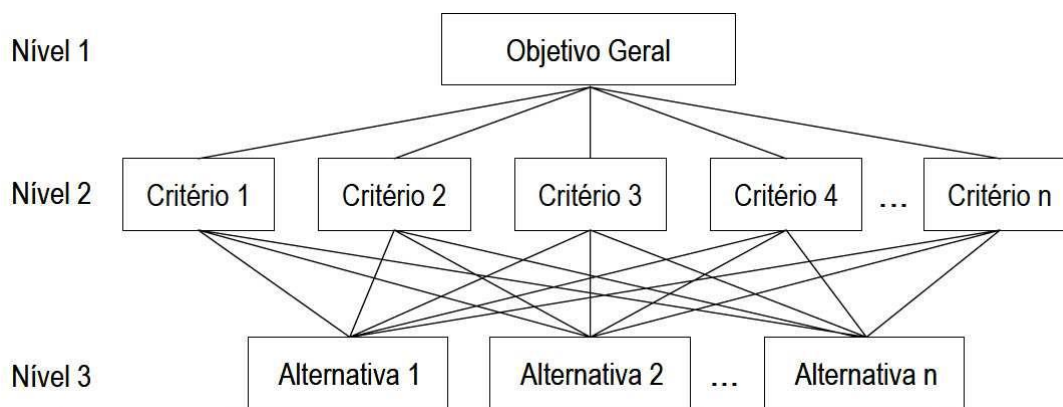 Nível 1
Objetivo Geral
Nível 2
Critério 1
Critério 2
Critério 3
Critério 4
...
Critério n
Nível 3
Alternativa 1
Alternativa 2
...
Alternativa n